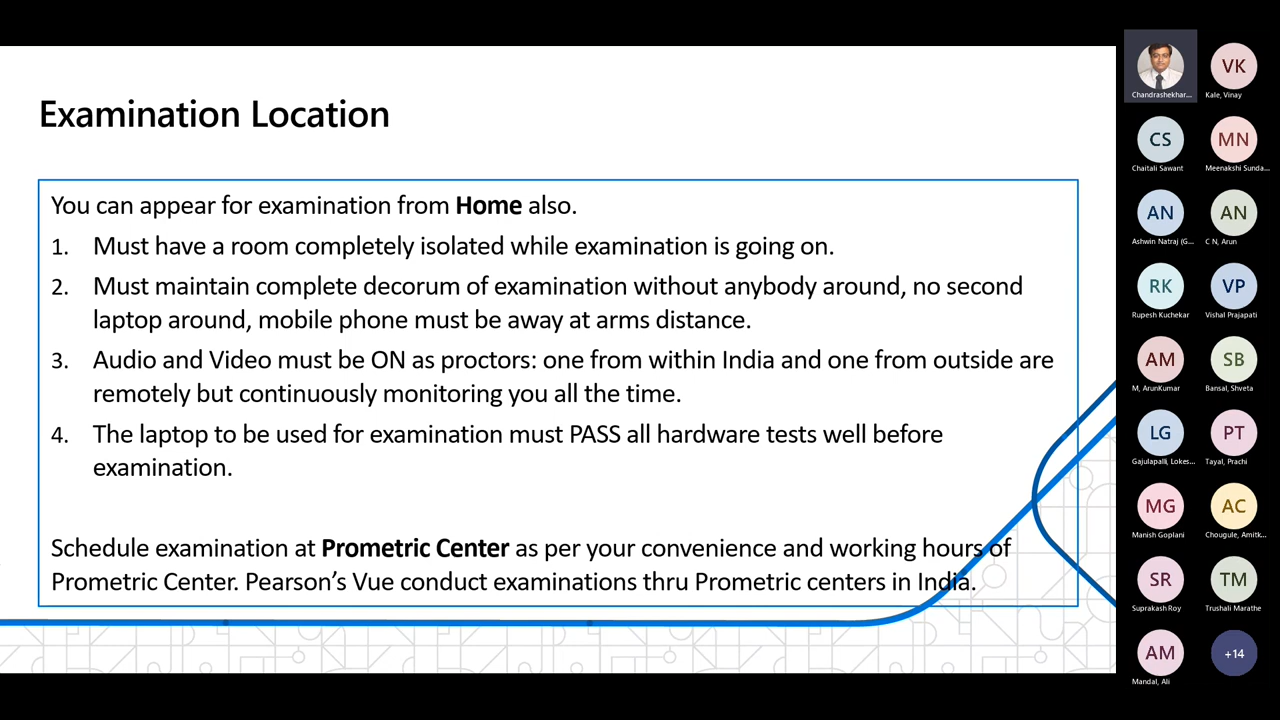 Examination Location
You can appear for examination from Home also.
1. Must have a room completely isolated while examination is going on.
2. Must maintain complete decorum of examination without anybody around, no second
laptop around, mobile phone must be away at arms distance.
3. Audio and Video must be ON as proctors: one from within India and one from outside are
remotely but continuously monitoring you all the time.
4. The laptop to be used for examination must PASS all hardware tests well before
examination.
Schedule examination at Prometric Center as per your convenience and working hours of
Prometric Center. Pearson’s Vue conduct examinations thru Prometric centers in India.
Chandrashekhar...
VK
Kale, Vinay
CS
Chaitali Sawant
MN
Meenakshi Sunda...
AN
Ashwin Natraj (G...
AN
C N, Arun
RK
Rupesh Kuchekar
VP
Vishal Prajapati
AM
M, ArunKumar
SB
Bansal, Shveta
LG
Gajulapalli, Lokes...
PT
Tayal, Prachi
MG
Manish Goplani
AC
Chougule, Amitk...
SR
Suprakash Roy
TM
Trushali Marathe
AM
Mandal, Ali
+14